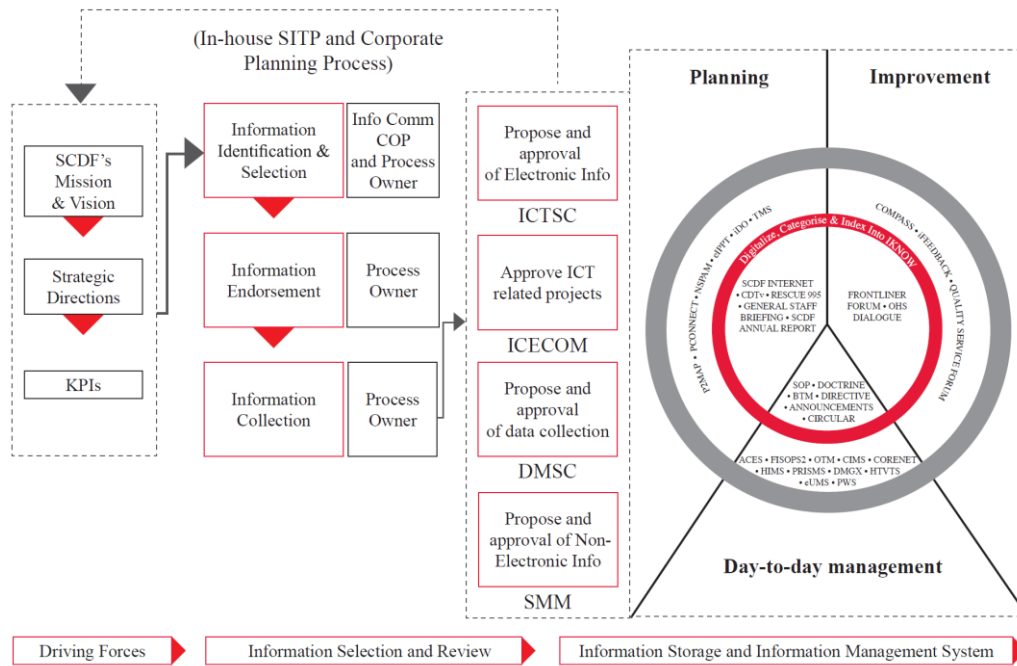 (In-house SITP and Corporate
Planning Process)
SCDF's
Mission
& Vision
Strategic
Directions
KPIs
Information
Identification &
Selection
Info Comm
COP
and Process
Owner
Information
Endorsement
Process
Owner
Information
Collection
Process
Owner
Propose and
approval
of Electronic Info
ICTSC
Approve ICT
related projects
ICECOM
Propose and
approval
of data collection
DMSC
Propose and
approval of Non-
Electronic Info
SMM
Planning
Improvement
P2MAP • PCONNECT • NSPAM • eIPPT • iDO • TMS
COMPASS • iFEEDBACK • QUALITY SERVICE FORUM
Digitalize, Categorise & Index Into IKNOW
SCDF INTERNET
• CDTv • RESCUE 995
• GENERAL STAFF
BRIEFING • SCDF
ANNUAL REPORT
FRONTLINER
FORUM • OHS
DIALOGUE
SOP • DOCTRINE
• BTM • DIRECTIVE
• ANNOUNCEMENTS
• CIRCULAR
ACES • FISOPS2 • OTM • CIMS • CORENET
• HIMS • PRISMS • DMGX • HTVTS
• eUMS • PWS
Day-to-day management
Driving Forces
Information Selection and Review
Information Storage and Information Management System